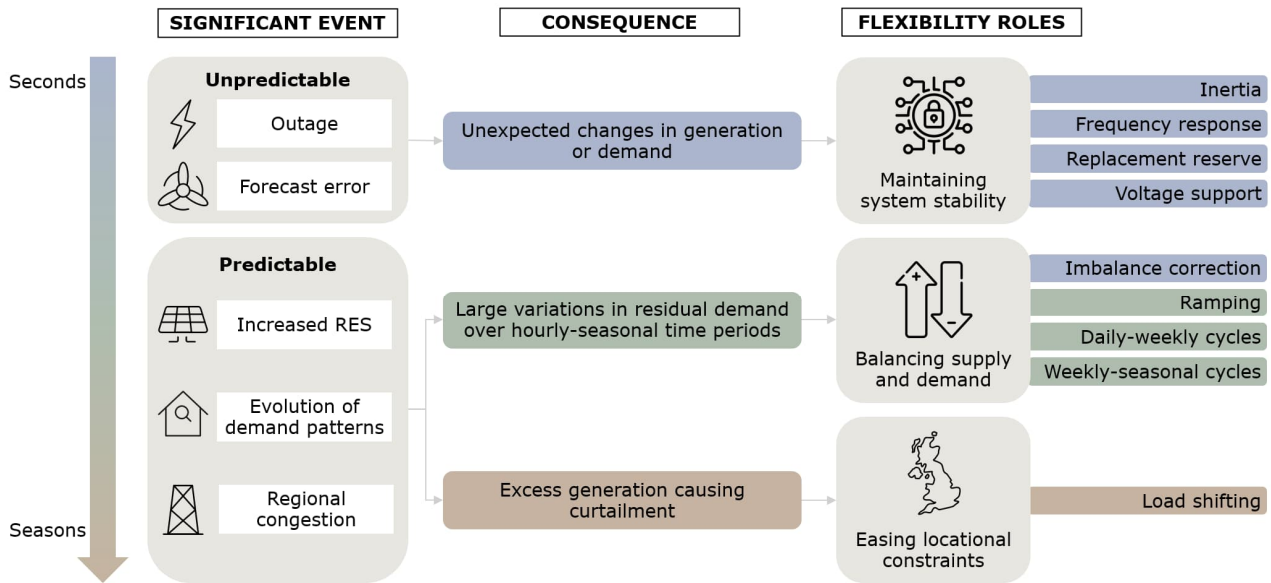 SIGNIFICANT EVENT
CONSEQUENCE
FLEXIBILITY ROLES
Seconds
Seasons
Unpredictable
Outage
Forecast error
Unexpected changes in generation
or demand
Maintaining
system stability
Inertia
Frequency response
Replacement reserve
Voltage support
Predictable
Increased RES
Evolution of
demand patterns
Regional
congestion
Large variations in residual demand
over hourly-seasonal time periods
+
-
Balancing supply
and demand
Imbalance correction
Ramping
Daily-weekly cycles
Weekly-seasonal cycles
Excess generation causing
curtailment
Easing locational
constraints
Load shifting